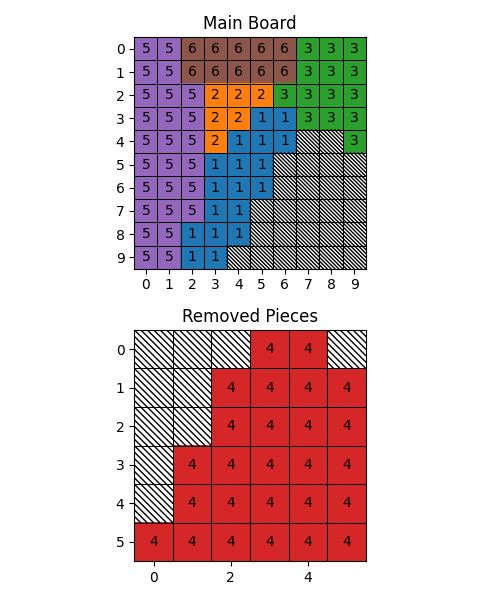 Main Board
0 5 5 6 6 6 6 6 3 3 3
1 5 5 6 6 6 6 6 3 3 3
2 5 5 5 2 2 2 3 3 3 3
3 5 5 5 2 2 1 1 3 3 3
4 5 5 5 2 1 1 1 3
5 5 5 5 1 1 1
6 5 5 5 1 1 1
7 5 5 5 1 1
8 5 5 1 1 1
9 5 5 1 1
0 1 2 3 4 5 6 7 8 9
Removed Pieces
0 4 4
1 4 4 4 4
2 4 4 4 4
3 4 4 4 4 4
4 4 4 4 4 4
5 4 4 4 4 4 4
0 2 4